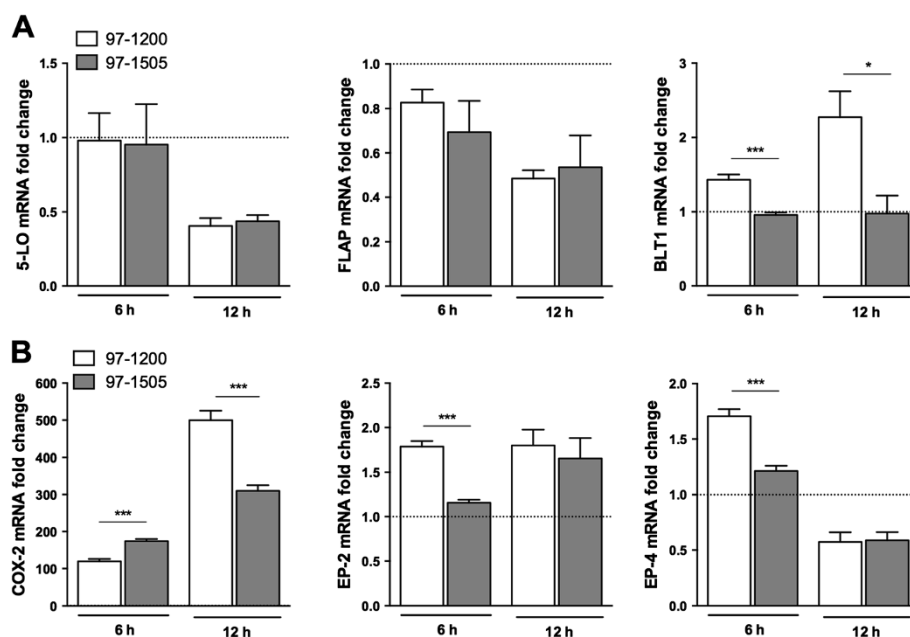 A
97-1200
97-1505
5-LO mRNA fold change
1.5
1.0
0.5
0.0
6 h
12 h
FLAP mRNA fold change
1.0
0.8
0.6
0.4
0.2
0.0
6 h
12 h
BLT1 mRNA fold change
3
2
1
0
***
*
6 h
12 h
B
97-1200
97-1505
COX-2 mRNA fold change
600
500
400
300
200
100
0
***
***
6 h
12 h
EP-2 mRNA fold change
2.5
2.0
1.5
1.0
0.5
0.0
***
6 h
12 h
EP-4 mRNA fold change
2.0
1.5
1.0
0.5
0.0
***
6 h
12 h